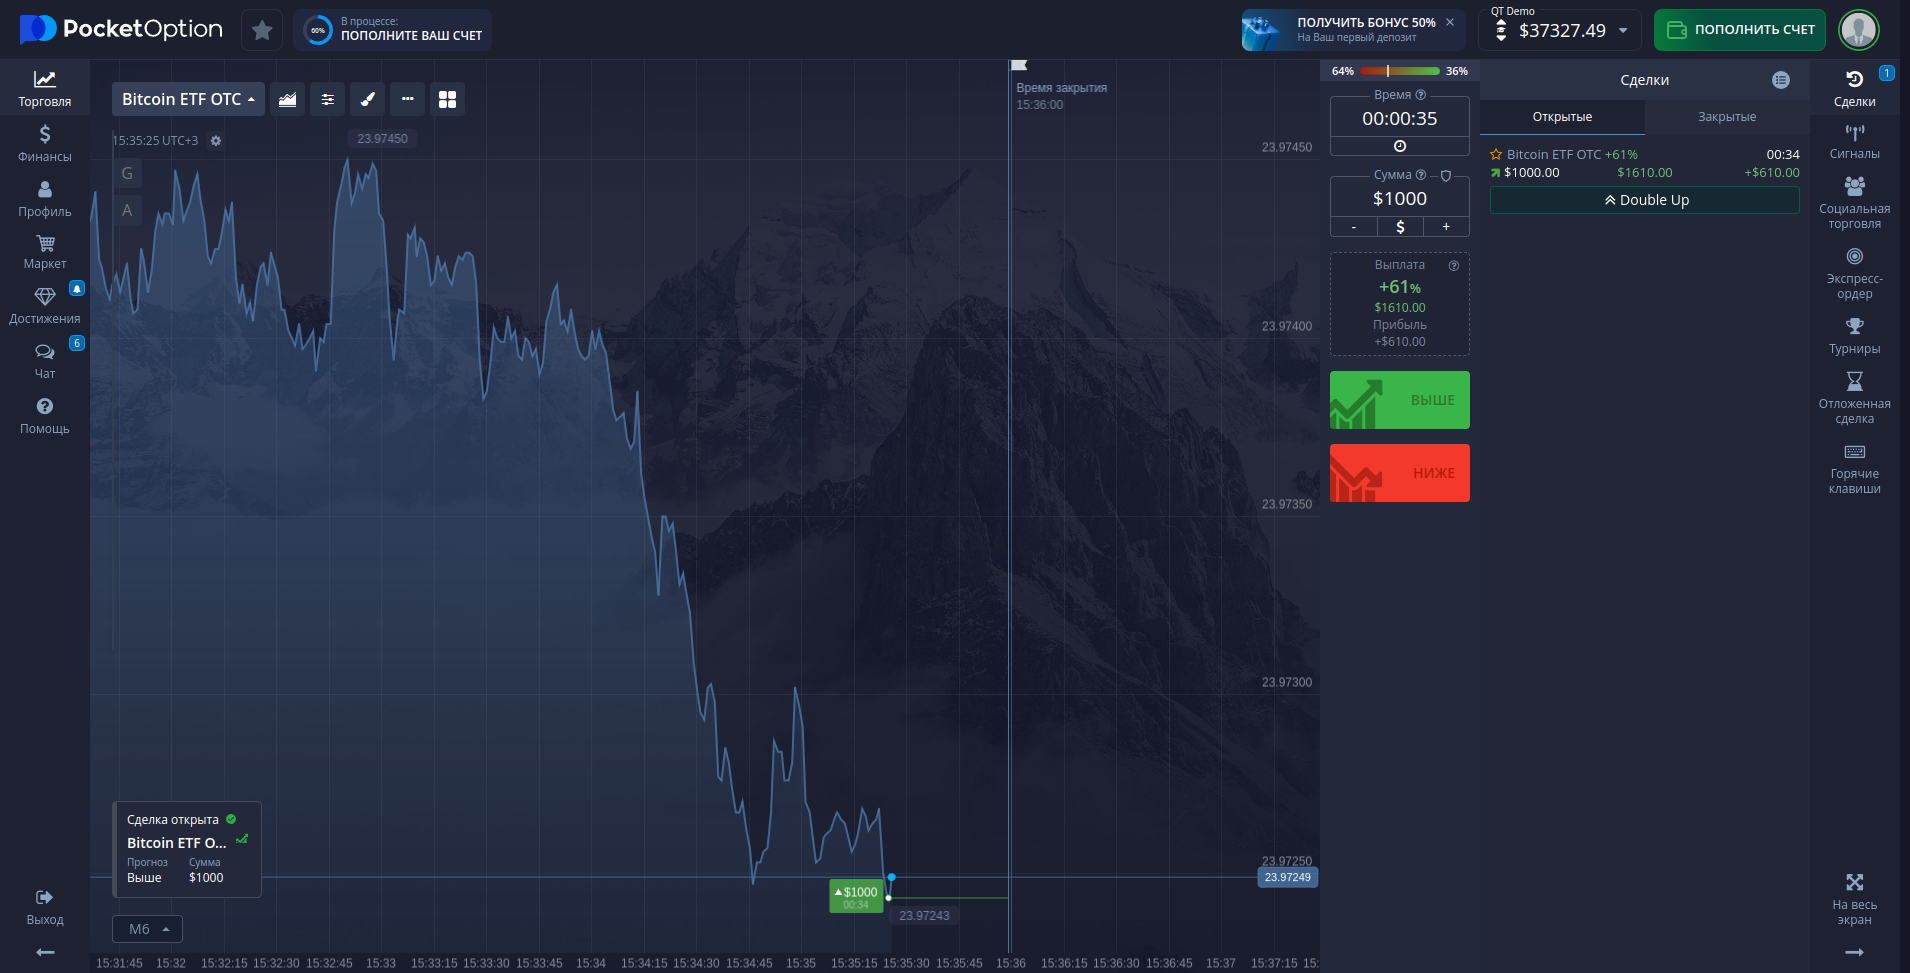 PocketOption
60%
В процессе:
ПОПОЛНИТЕ ВАШ СЧЕТ
ПОЛУЧИТЬ БОНУС 50%
На Ваш первый депозит
QT Demo
$37327.49
ПОПОЛНИТЬ СЧЕТ
Торговля
Финансы
Профиль
Маркет
Достижения
6
Чат
Помощь
Выход
Bitcoin ETF OTC
15:35:25 UTC+3
G
A
23.97450
Время закрытия
15:36:00
23.97450
23.97400
23.97350
23.97300
23.97250
23.97249
23.97243
$1000
00:34
Сделка открыта
Bitcoin ETF O...
Прогноз Сумма
Выше $1000
M6
15:31:45 15:32 15:32:15 15:32:30 15:32:45 15:33 15:33:15 15:33:30 15:33:45 15:34 15:34:15 15:34:30 15:34:45 15:35 15:35:15 15:35:30 15:35:45 15:36 15:36:15 15:36:30 15:36:45 15:37 15:37:15 15:
64% 36%
Время
00:00:35
Сумма
$1000
- $ +
Выплата
+61%
$1610.00
Прибыль
+$610.00
ВЫШЕ
НИЖЕ
Сделки
Открытые Закрытые
Bitcoin ETF OTC +61% 00:34
$1000.00 $1610.00 +$610.00
Double Up
1
Сделки
Сигналы
Социальная
торговля
Экспресс-
ордер
Турниры
Отложенная
сделка
Горячие
клавиши
На весь
экран